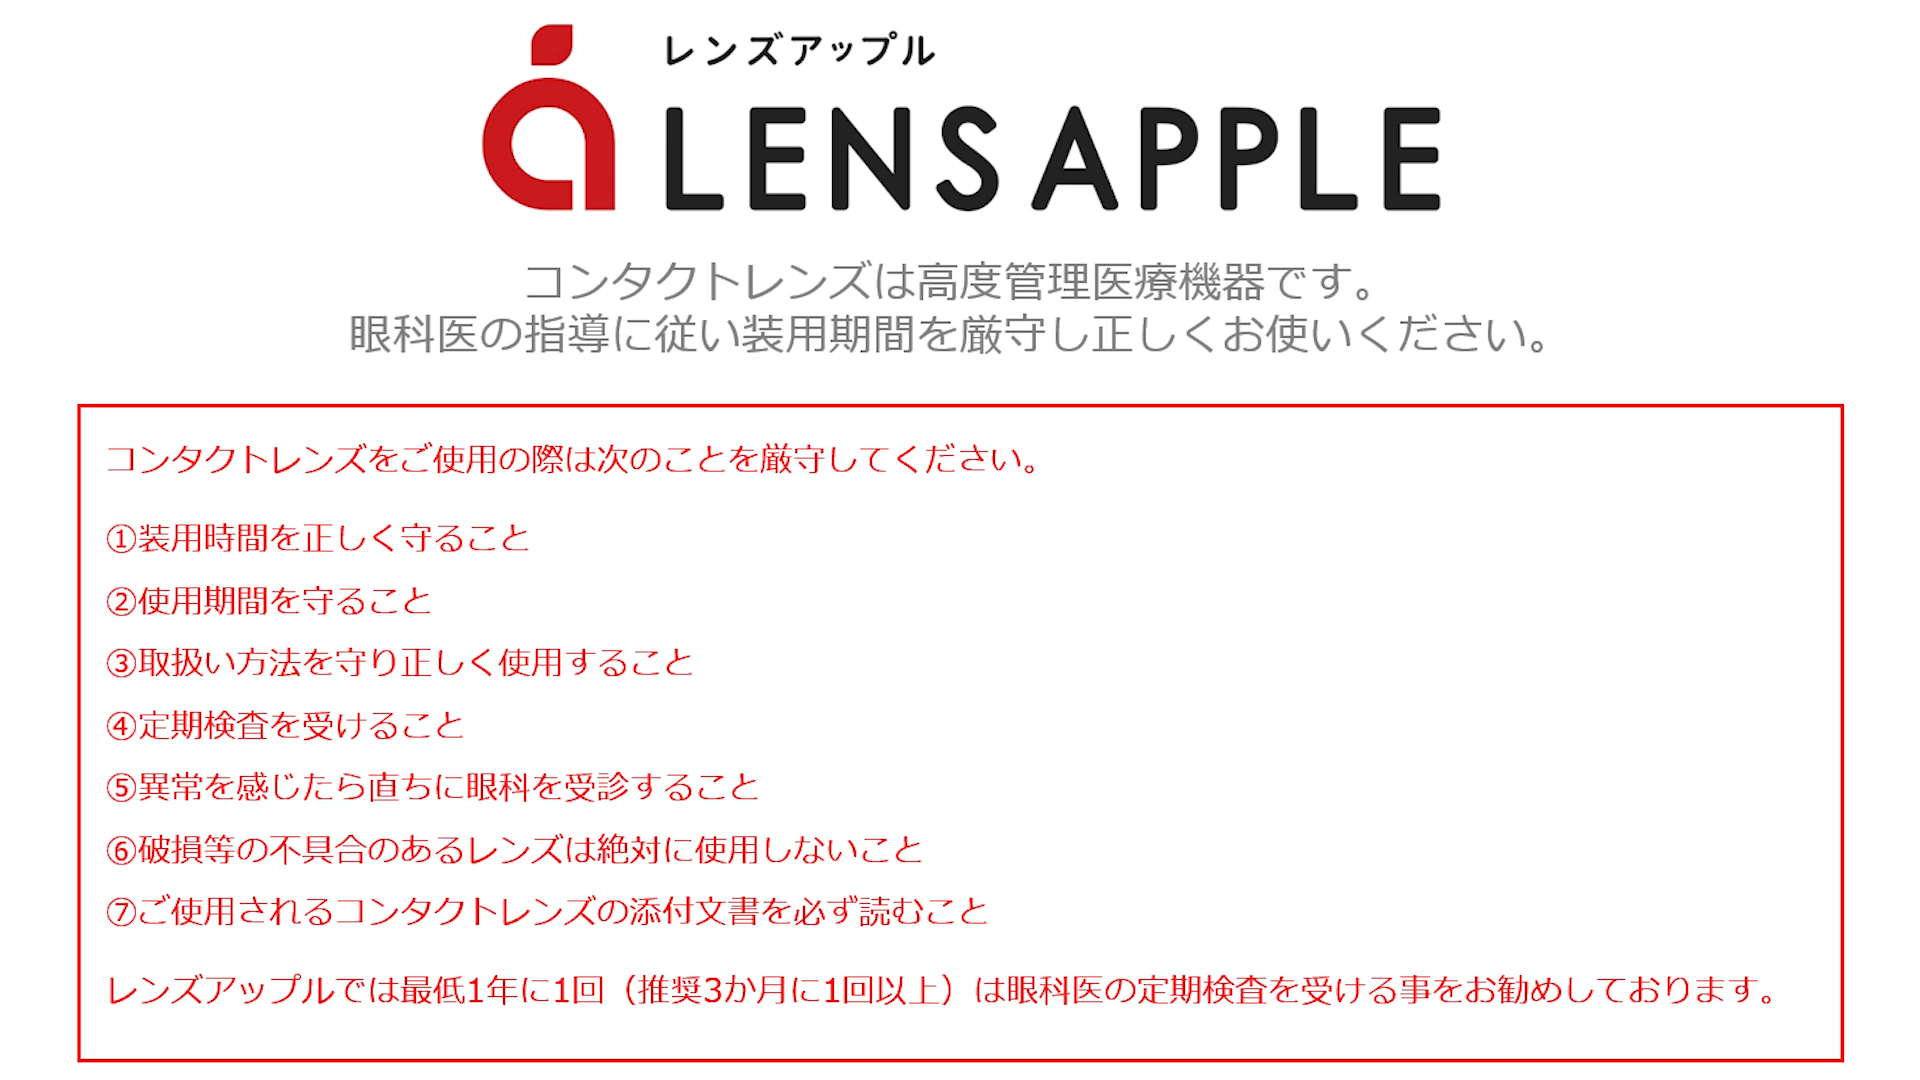 レンズアップル
LENS APPLE
コンタクトレンズは高度管理医療機器です。
眼科医の指導に従い装用期間を厳守し正しくお使いください。
コンタクトレンズをご使用の際は次のことを厳守してください。
①装用時間を正しく守ること
②使用期間を守ること
③取扱い方法を守り正しく使用すること
④定期検査を受けること
⑤異常を感じたら直ちに眼科を受診すること
⑥破損等の不具合のあるレンズは絶対に使用しないこと
⑦ご使用されるコンタクトレンズの添付文書を必ず読むこと
レンズアップルでは最低1年に1回（推奨3か月に1回以上）は眼科医の定期検査を受ける事をお勧めしております。